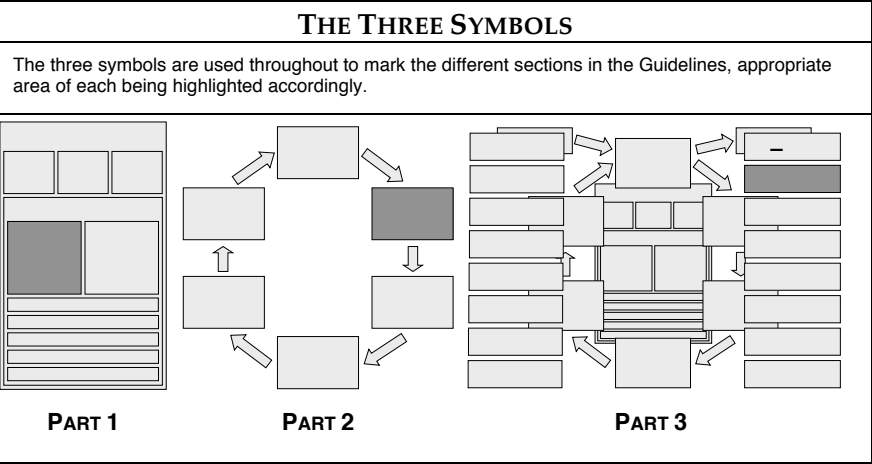 THE THREE SYMBOLS
The three symbols are used throughout to mark the different sections in the Guidelines, appropriate
area of each being highlighted accordingly.
PART 1
PART 2
PART 3